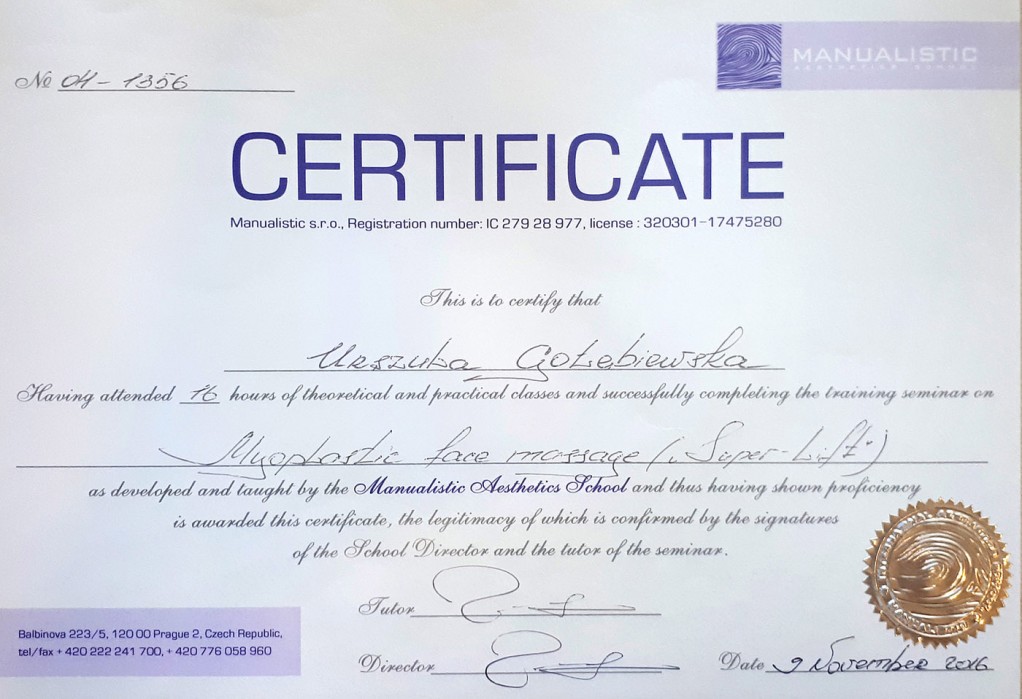 № 04-1356
MANUALISTIC
AESTHETICS SCHOOL
CERTIFICATE
Manualistic s.r.o., Registration number: IC 279 28 977, license : 320301-17475280
This is to certify that
Urszula Gołębiewska
Having attended 16 hours of theoretical and practical classes and successfully completing the training seminar on
Myoplastic face massage („Super-Lift”)
as developed and taught by the Manualistic Aesthetics School and thus having shown proficiency
is awarded this certificate, the legitimacy of which is confirmed by the signatures
of the School Director and the tutor of the seminar.
Tutor
Balbinova 223/5, 120 00 Prague 2, Czech Republic,
tel/fax + 420 222 241 700, + 420 776 058 960
Director
Date 9 November 2016